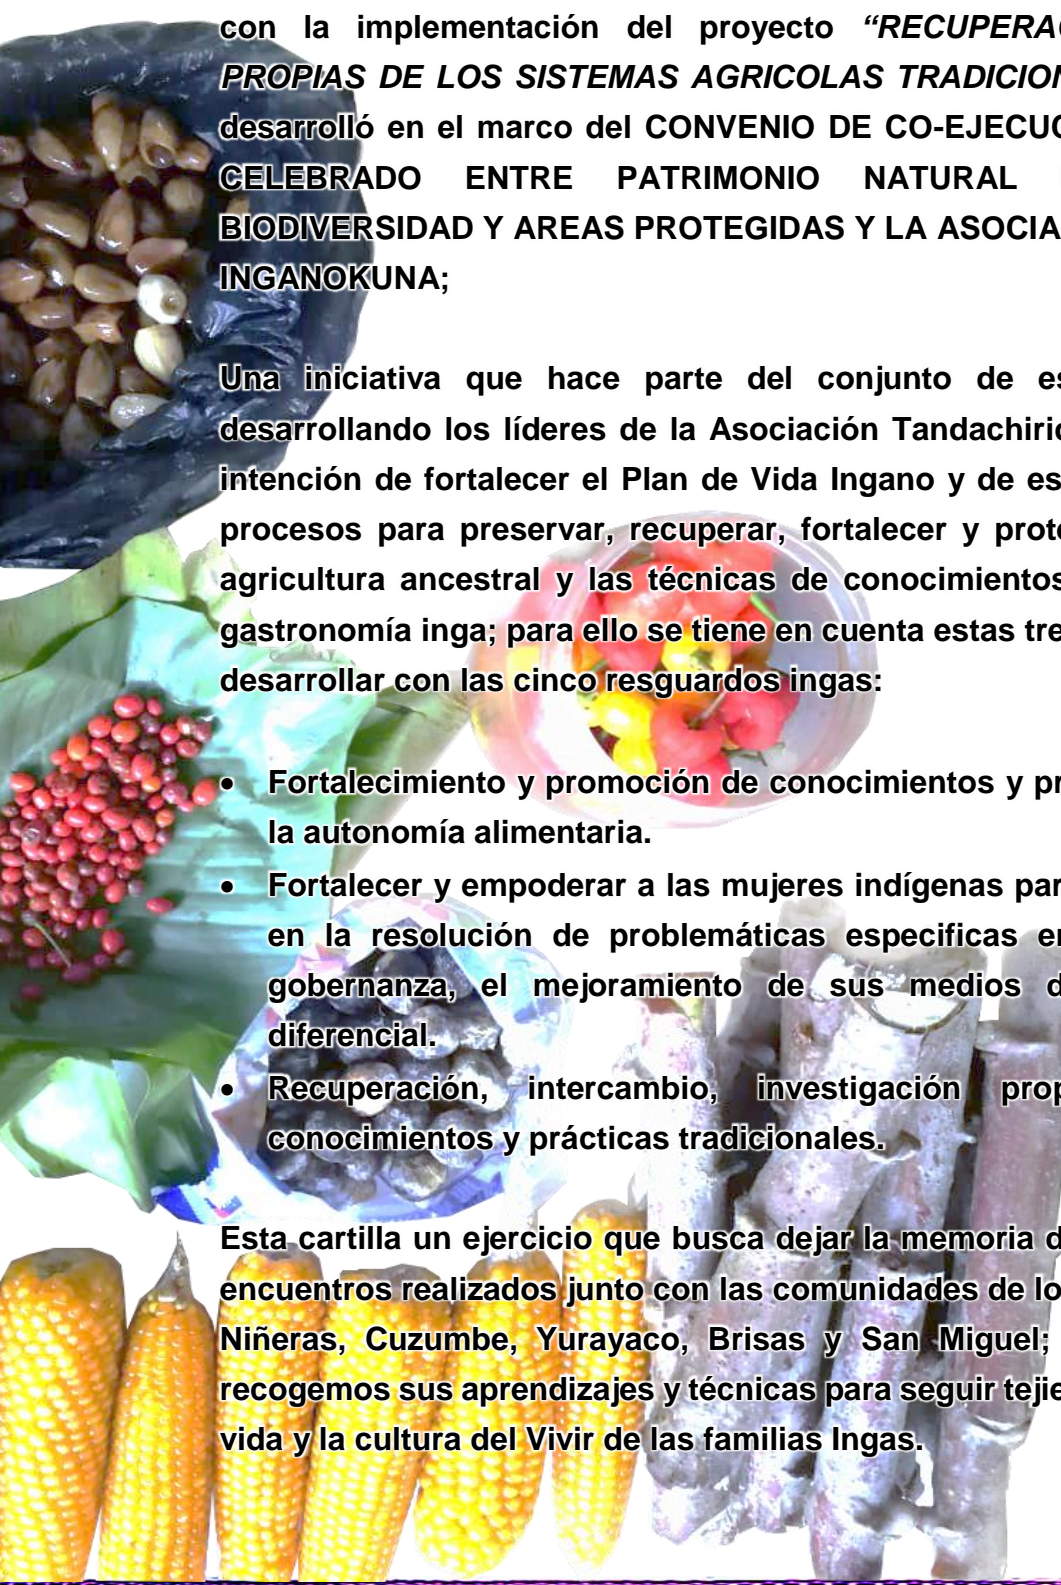 con la implementación del proyecto “RECUPERA
PROPIAS DE LOS SISTEMAS AGRICOLAS TRADICION
desarrolló en el marco del CONVENIO DE CO-EJECU
CELEBRADO ENTRE PATRIMONIO NATURAL
BIODIVERSIDAD Y AREAS PROTEGIDAS Y LA ASOCIA
INGANOKUNA;
Una iniciativa que hace parte del conjunto de es
desarrollando los líderes de la Asociación Tandachiri
intención de fortalecer el Plan de Vida Ingano y de es
procesos para preservar, recuperar, fortalecer y prot
agricultura ancestral y las técnicas de conocimientos
gastronomía inga; para ello se tiene en cuenta estas tre
desarrollar con las cinco resguardos ingas:
• Fortalecimiento y promoción de conocimientos y pr
la autonomía alimentaria.
• Fortalecer y empoderar a las mujeres indígenas par
en la resolución de problemáticas especificas en
gobernanza, el mejoramiento de sus medios d
diferencial.
• Recuperación, intercambio, investigación prop
conocimientos y prácticas tradicionales.
Esta cartilla un ejercicio que busca dejar la memoria d
encuentros realizados junto con las comunidades de lo
Niñeras, Cuzumbe, Yurayaco, Brisas y San Miguel;
recogemos sus aprendizajes y técnicas para seguir tejie
vida y la cultura del Vivir de las familias Ingas.